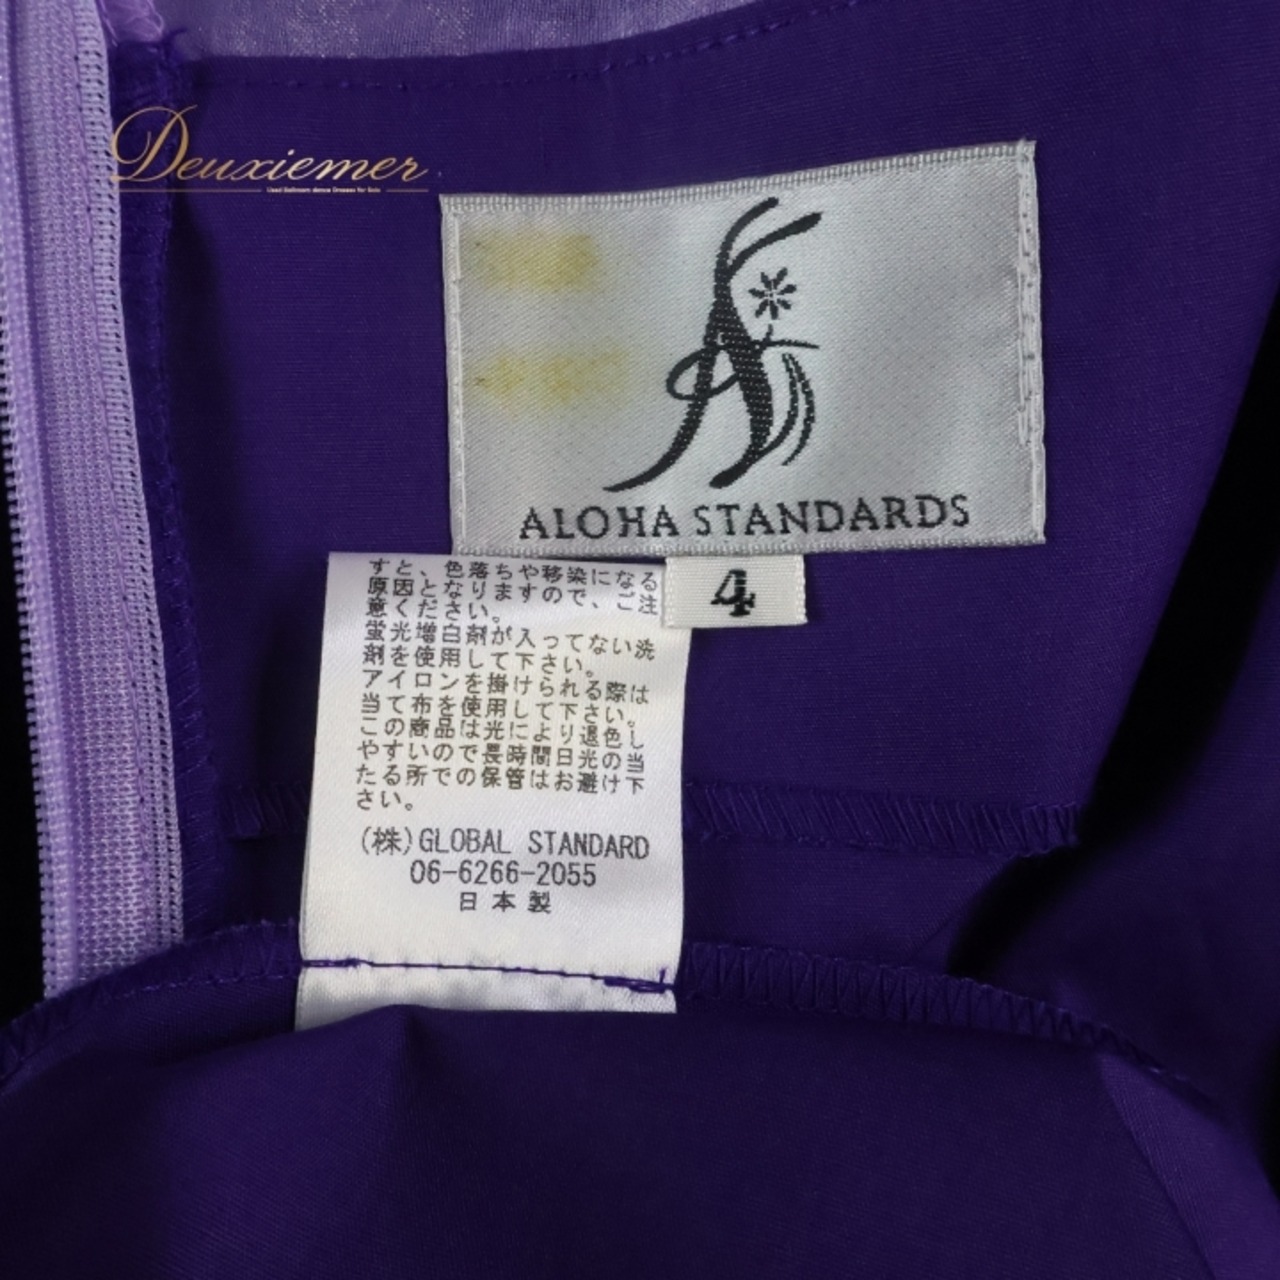 Deuxiemer
Used Ballroom dance Dresses for Sale
ALOHA STANDARDS
4
すと、色落ちや移染になる
原因となりますので、ご注
意ください。
蛍光増白剤が入ってない洗
剤を使用して下さい。
アイロンを掛けられる際は
当て布を使用して下さい。
この商品は光により退色し
やすいので長時間日光の当
たる所での保管はお避け下
さい。
(株)GLOBAL STANDARD
06-6266-2055
日本製